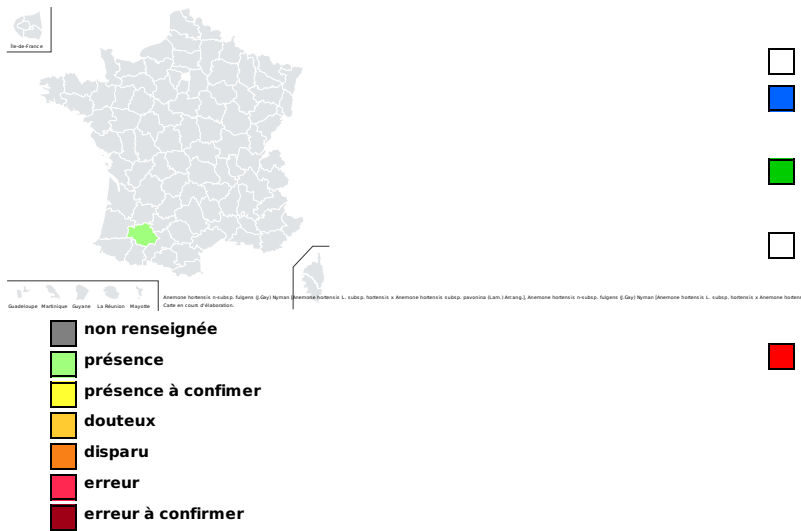 Île-de-France
Guadeloupe Martinique Guyane La Réunion Mayotte
Anemone hortensis n-subsp. fulgens (J.Gay) Nyman [Anemone hortensis L. subsp. hortensis x Anemone hortensis subsp. pavonina (Lam.) Arcang.], Anemone hortensis n-subsp. fulgens (J.Gay) Nyman [Anemone hortensis L. subsp. hortensis x Anemone
Carte en cours d'élaboration.
non renseignée
présence
présence à confimer
douteux
disparu
erreur
erreur à confirmer